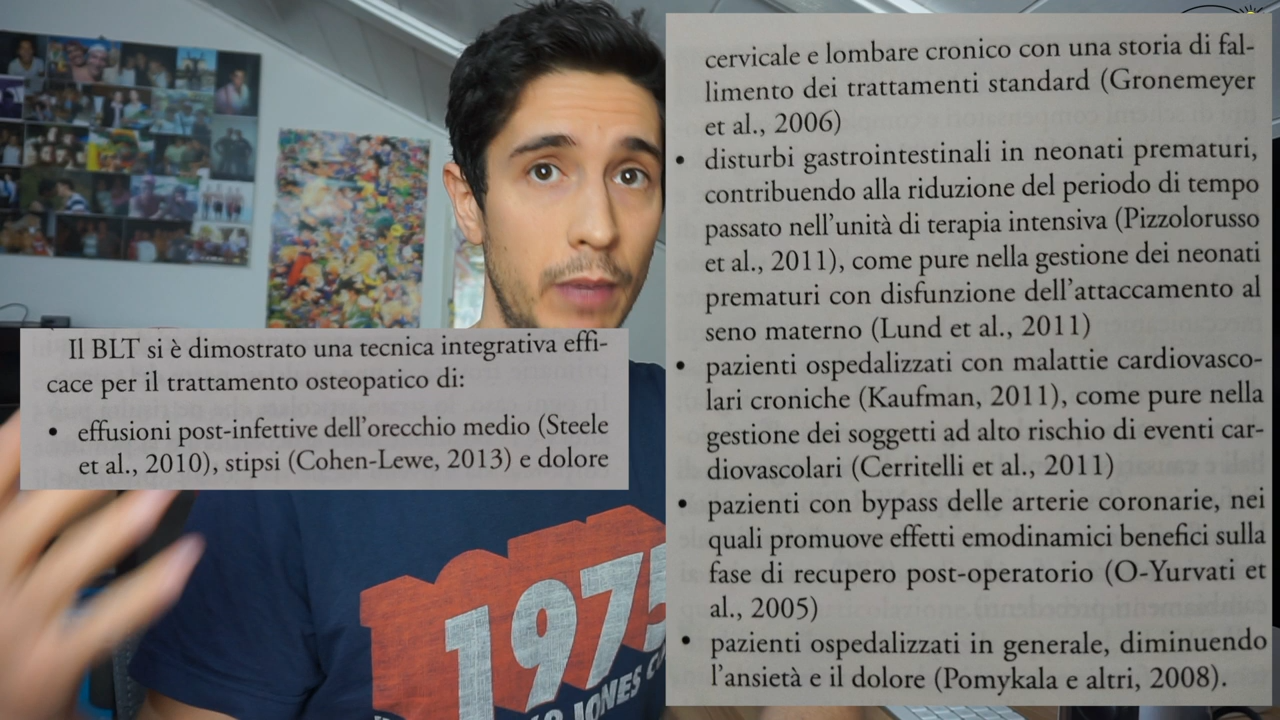 Il BLT si è dimostrato una tecnica integrativa effi-
cace per il trattamento osteopatico di:
• effusioni post-infettive dell'orecchio medio (Steele
et al., 2010), stipsi (Cohen-Lewe, 2013) e dolore
cervicale e lombare cronico con una storia di fal-
limento dei trattamenti standard (Gronemeyer
et al., 2006)
• disturbi gastrointestinali in neonati prematuri,
contribuendo alla riduzione del periodo di tempo
passato nell'unità di terapia intensiva (Pizzolorusso
et al., 2011), come pure nella gestione dei neonati
prematuri con disfunzione dell'attaccamento al
seno materno (Lund et al., 2011)
• pazienti ospedalizzati con malattie cardiovasco-
lari croniche (Kaufman, 2011), come pure nella
gestione dei soggetti ad alto rischio di eventi car-
diovascolari (Cerritelli et al., 2011)
• pazienti con bypass delle arterie coronarie, nei
quali promuove effetti emodinamici benefici sulla
fase di recupero post-operatorio (O-Yurvati et
al., 2005)
• pazienti ospedalizzati in generale, diminuendo
l'ansietà e il dolore (Pomykala e altri, 2008).
1975
JONES